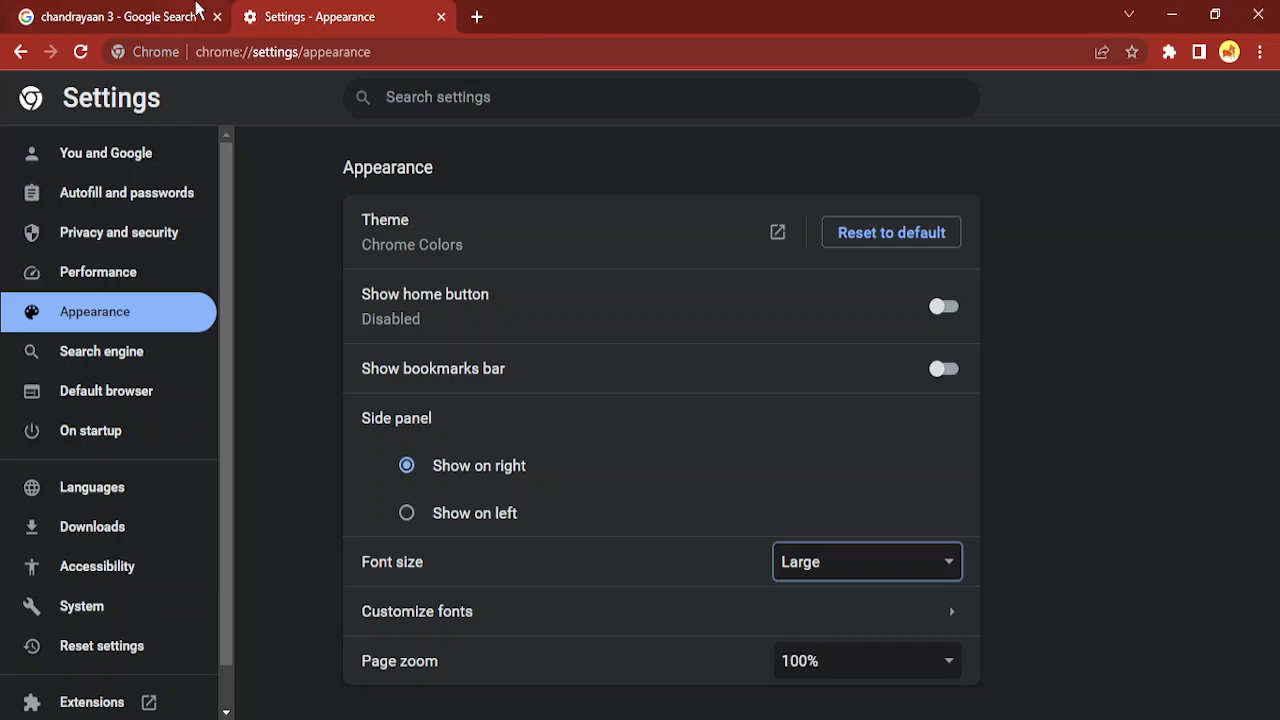 chandrayaan 3 - Google Search
Settings - Appearance
Chrome
chrome://settings/appearance
Settings
Search settings
You and Google
Autofill and passwords
Privacy and security
Performance
Appearance
Search engine
Default browser
On startup
Languages
Downloads
Accessibility
System
Reset settings
Extensions
Appearance
Theme
Chrome Colors
Reset to default
Show home button
Disabled
Show bookmarks bar
Side panel
Show on right
Show on left
Font size
Large
Customize fonts
Page zoom
100%